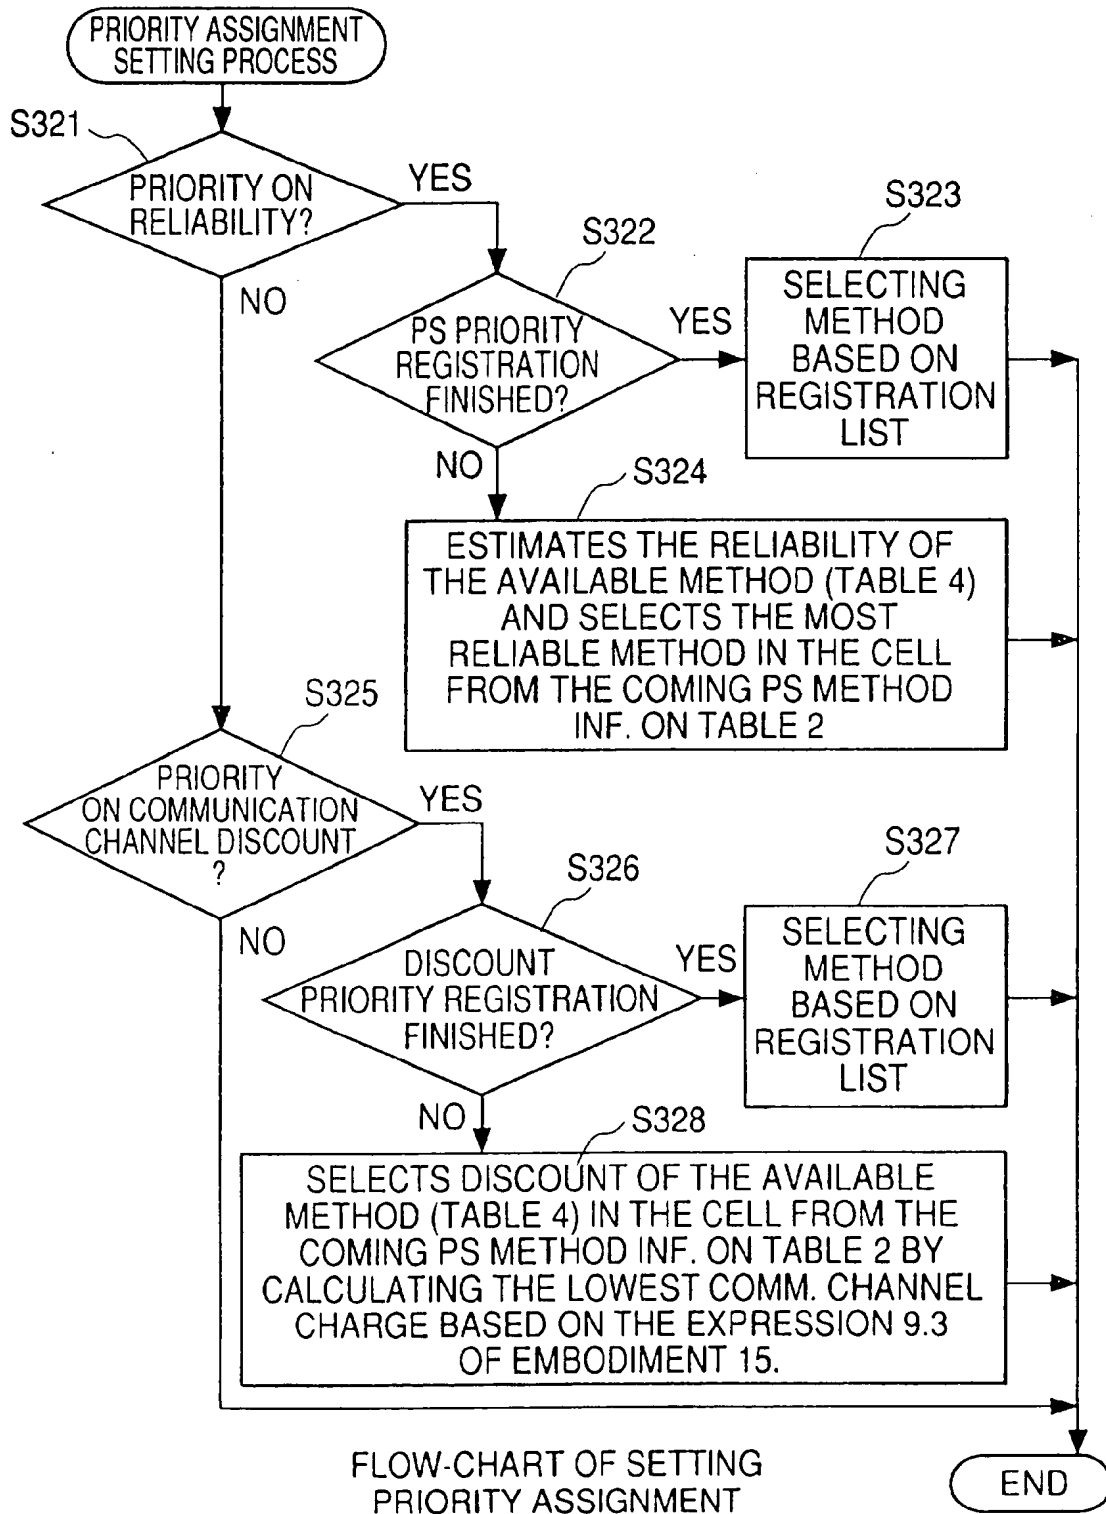 PRIORITY ASSIGNMENT
SETTING PROCESS
S321
PRIORITY ON
RELIABILITY?
YES
NO
S322
PS PRIORITY
REGISTRATION
FINISHED?
YES
NO
S323
SELECTING
METHOD
BASED ON
REGISTRATION
LIST
S324
ESTIMATES THE RELIABILITY OF
THE AVAILABLE METHOD (TABLE 4)
AND SELECTS THE MOST
RELIABLE METHOD IN THE CELL
FROM THE COMING PS METHOD
INF. ON TABLE 2
S325
PRIORITY
ON COMMUNICATION
CHANNEL DISCOUNT
?
YES
NO
S326
DISCOUNT
PRIORITY REGISTRATION
FINISHED?
YES
NO
S327
SELECTING
METHOD
BASED ON
REGISTRATION
LIST
S328
SELECTS DISCOUNT OF THE AVAILABLE
METHOD (TABLE 4) IN THE CELL FROM THE
COMING PS METHOD INF. ON TABLE 2 BY
CALCULATING THE LOWEST COMM. CHANNEL
CHARGE BASED ON THE EXPRESSION 9.3
OF EMBODIMENT 15.
END
FLOW-CHART OF SETTING
PRIORITY ASSIGNMENT